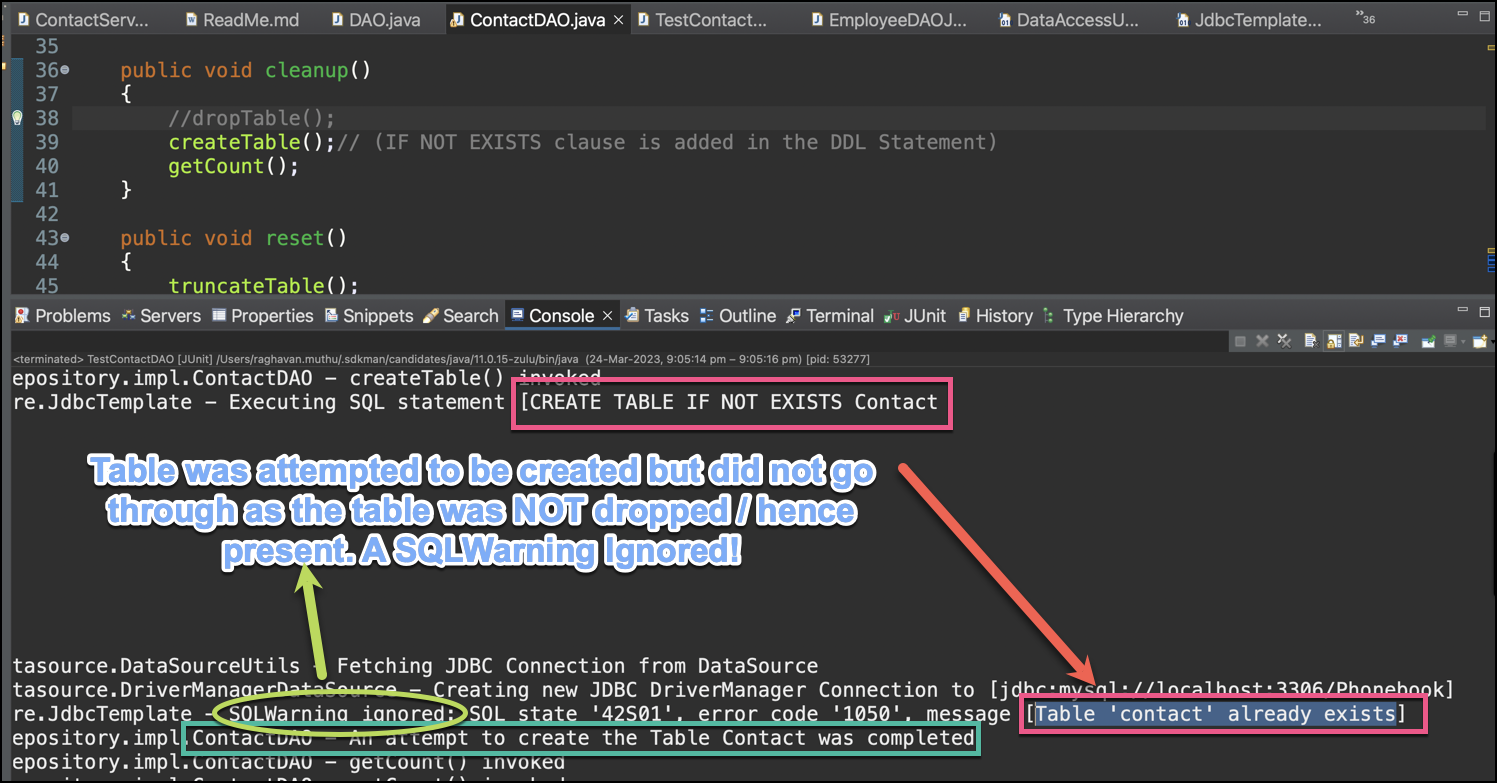 ContactServ...
ReadMe.md
DAO.java
ContactDAO.java
TestContact...
EmployeeDAOJ...
DataAccessU...
JdbcTemplate...
»36
35
36 public void cleanup()
37 {
38 //dropTable();
39 createTable();// (IF NOT EXISTS clause is added in the DDL Statement)
40 getCount();
41 }
42
43 public void reset()
44 {
45 truncateTable();
Problems Servers Properties Snippets Search Console Tasks Outline Terminal JUnit History Type Hierarchy
<terminated> TestContactDAO [JUnit] /Users/raghavan.muthu/.sdkman/candidates/java/11.0.15-zulu/bin/java (24-Mar-2023, 9:05:14 pm – 9:05:16 pm) [pid: 53277]
epository.impl.ContactDAO - createTable() invoked
re.JdbcTemplate - Executing SQL statement [CREATE TABLE IF NOT EXISTS Contact
Table was attempted to be created but did not go
through as the table was NOT dropped / hence
present. A SQLWarning Ignored!
tasource.DataSourceUtils - Fetching JDBC Connection from DataSource
tasource.DriverManagerDataSource - Creating new JDBC DriverManager Connection to [jdbc:mysql://localhost:3306/Phonebook]
re.JdbcTemplate - SQLWarning ignored: SQL state '42S01', error code '1050', message [Table 'contact' already exists]
epository.impl.ContactDAO - An attempt to create the Table Contact was completed
epository.impl.ContactDAO - getCount() invoked